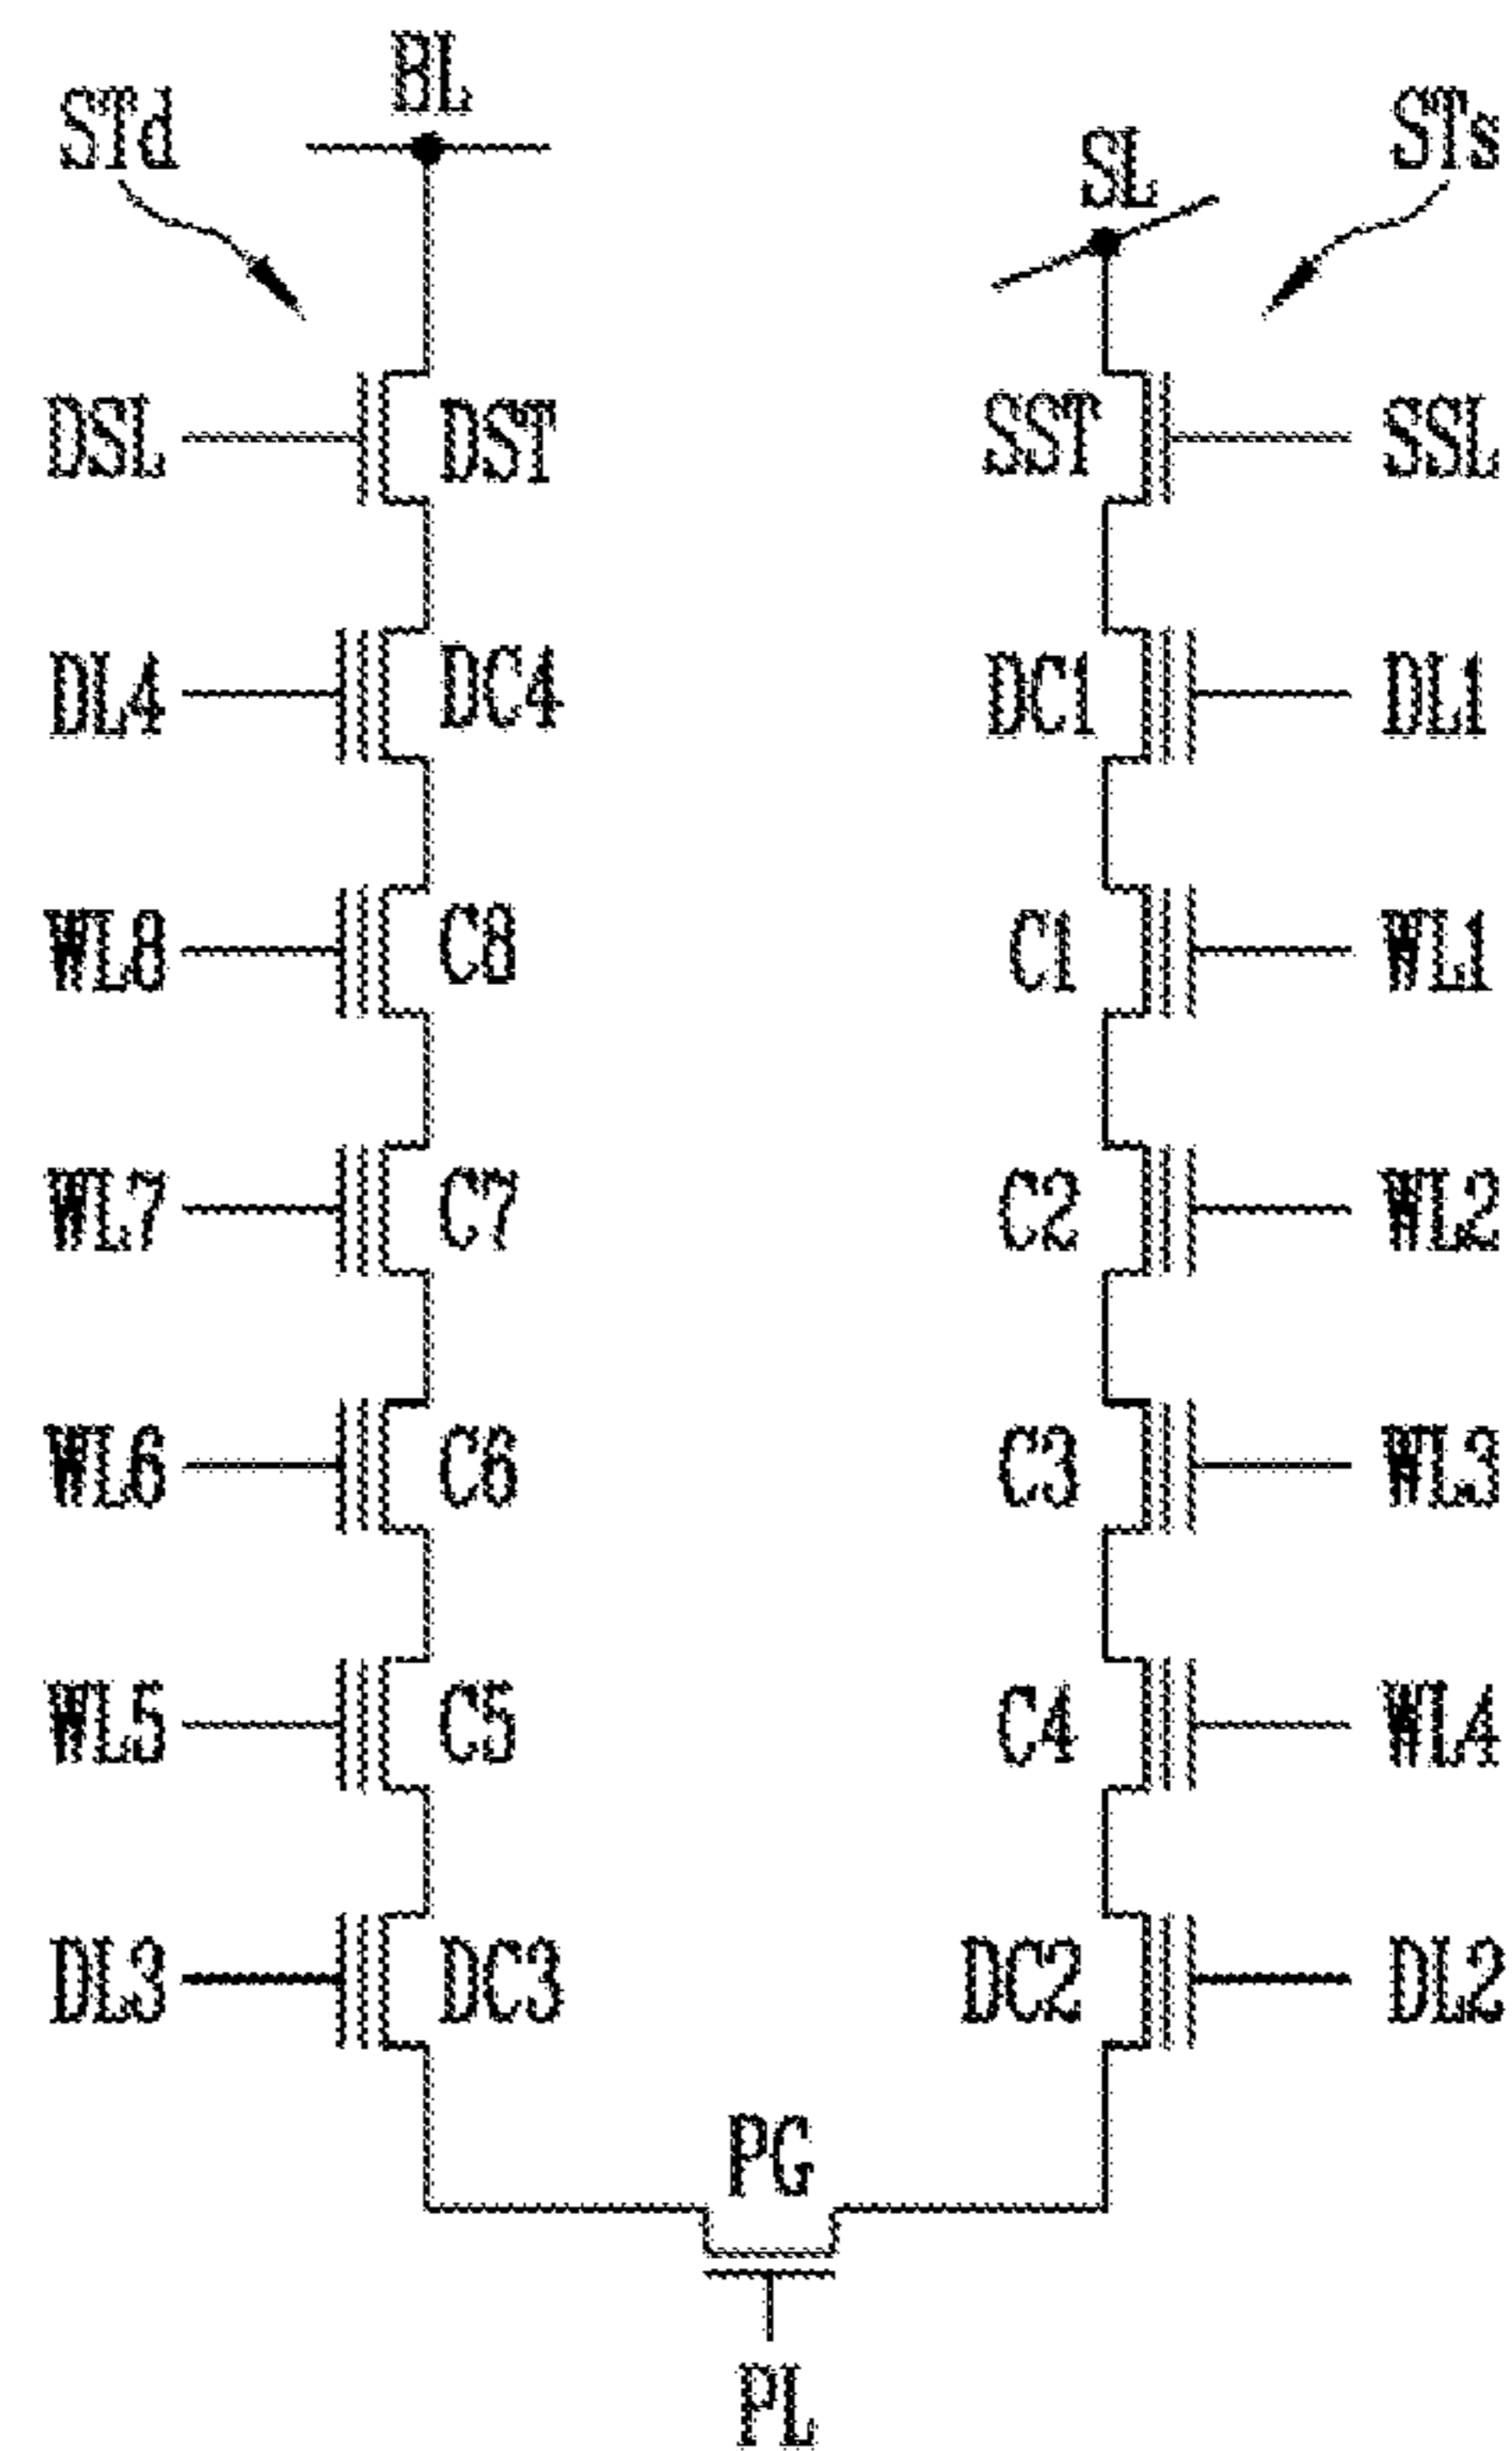 BL
STd
STs
SL
DSL DST SST SSL
DL4 DC4 DC1 DL1
WL8 C8 C1 WL1
WL7 C7 C2 WL2
WL6 C6 C3 WL3
WL5 C5 C4 WL4
DL3 DC3 DC2 DL2
PG
PL